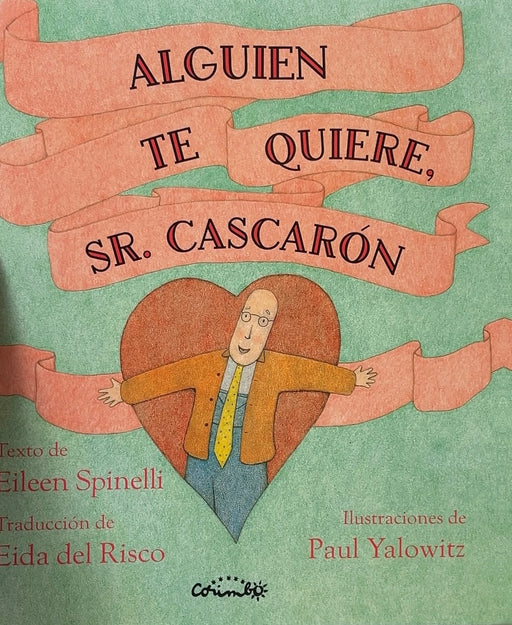 ALGUIEN
TE QUIERE,
SR. CASCARÓN
Texto de
Eileen Spinelli
Traducción de
Eida del Risco
Ilustraciones de
Paul Yalowitz
Corimbo